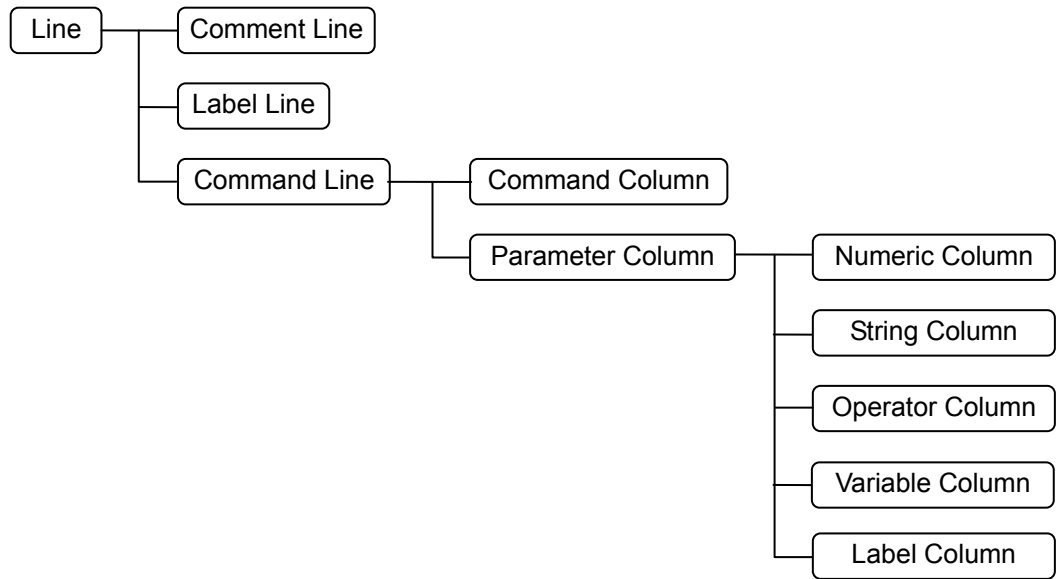 Line
Comment Line
Label Line
Command Line
Command Column
Parameter Column
Numeric Column
String Column
Operator Column
Variable Column
Label Column